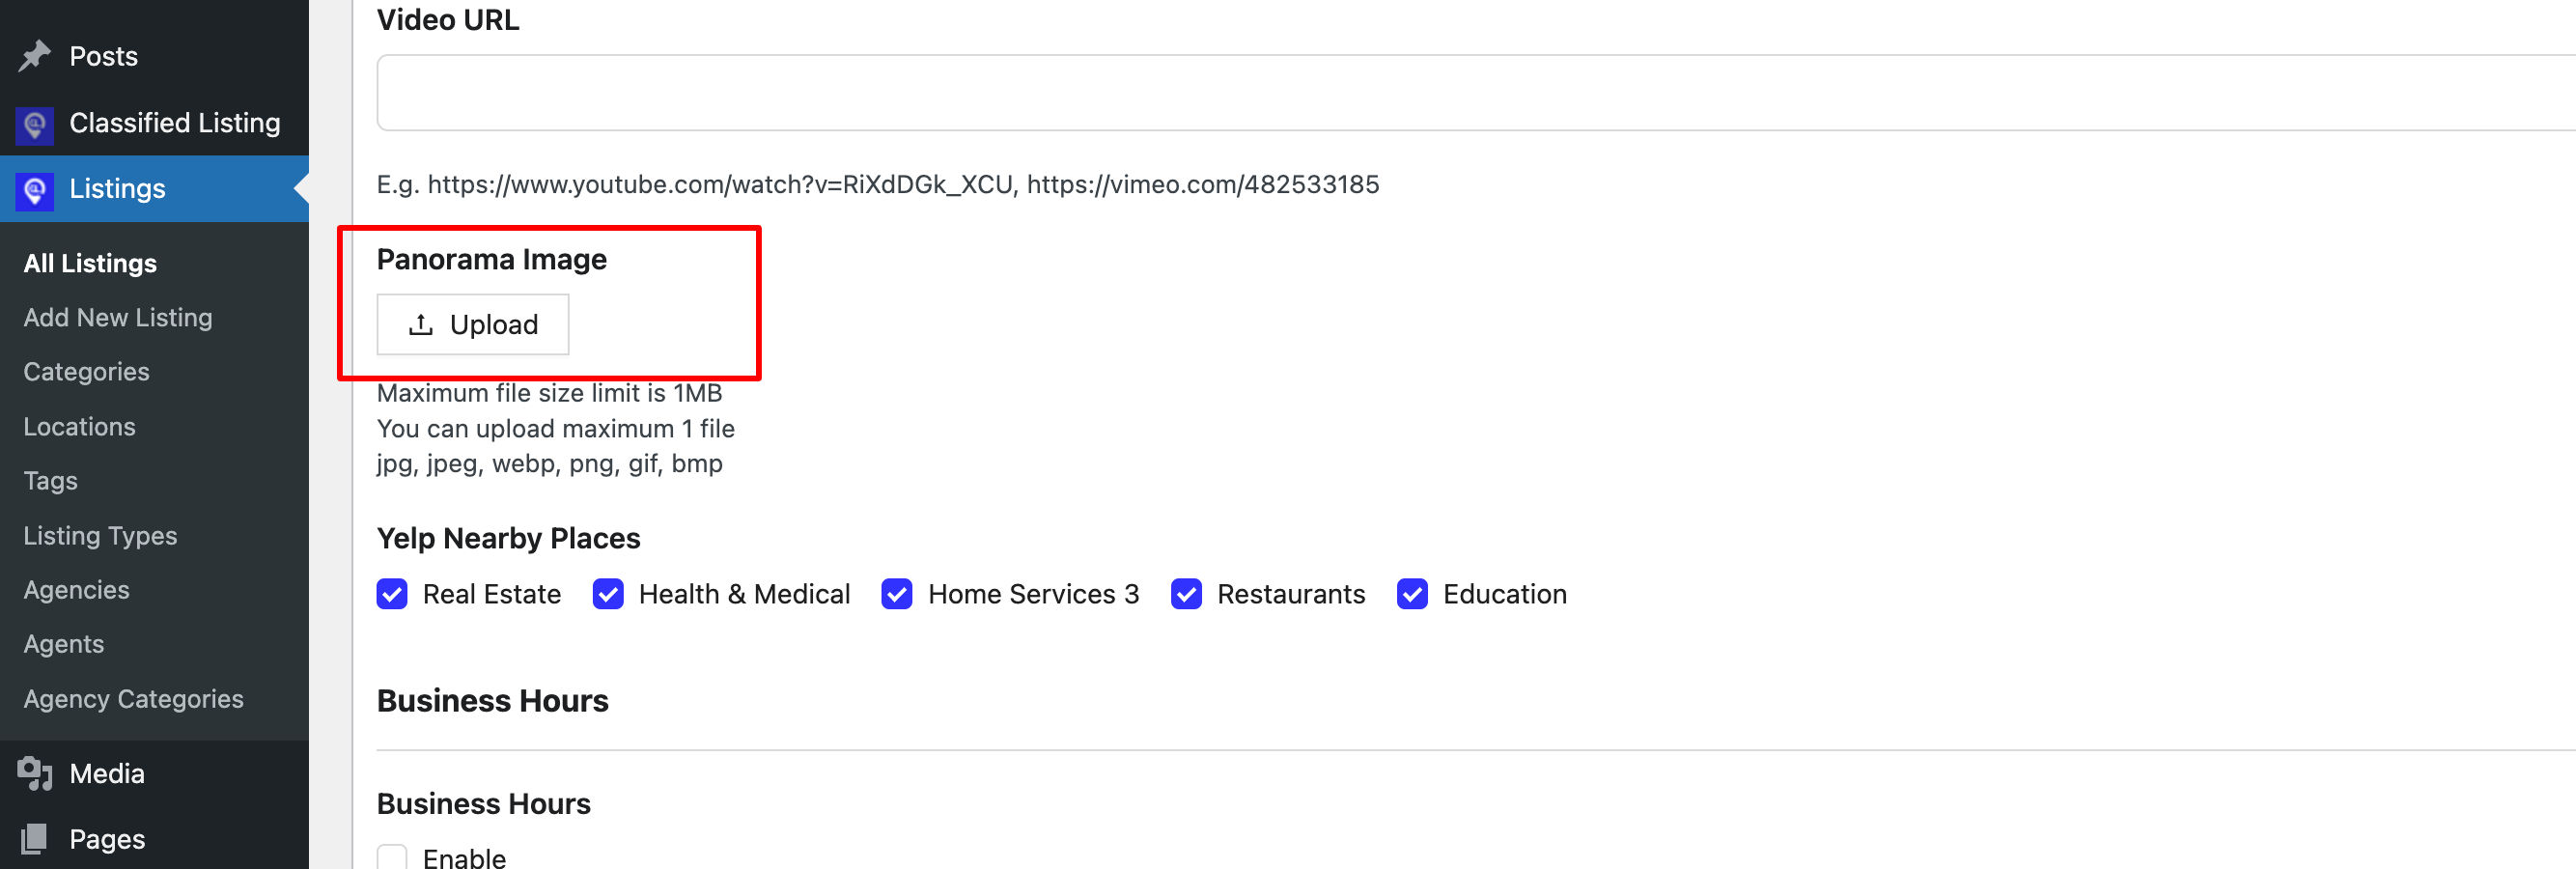 Posts
Classified Listing
Listings
All Listings
Add New Listing
Categories
Locations
Tags
Listing Types
Agencies
Agents
Agency Categories
Media
Pages
Video URL
E.g. https://www.youtube.com/watch?v=RiXdDGk_XCU, https://vimeo.com/482533185
Panorama Image
Upload
Maximum file size limit is 1MB
You can upload maximum 1 file
jpg, jpeg, webp, png, gif, bmp
Yelp Nearby Places
Real Estate Health & Medical Home Services 3 Restaurants Education
Business Hours
Business Hours
Enable